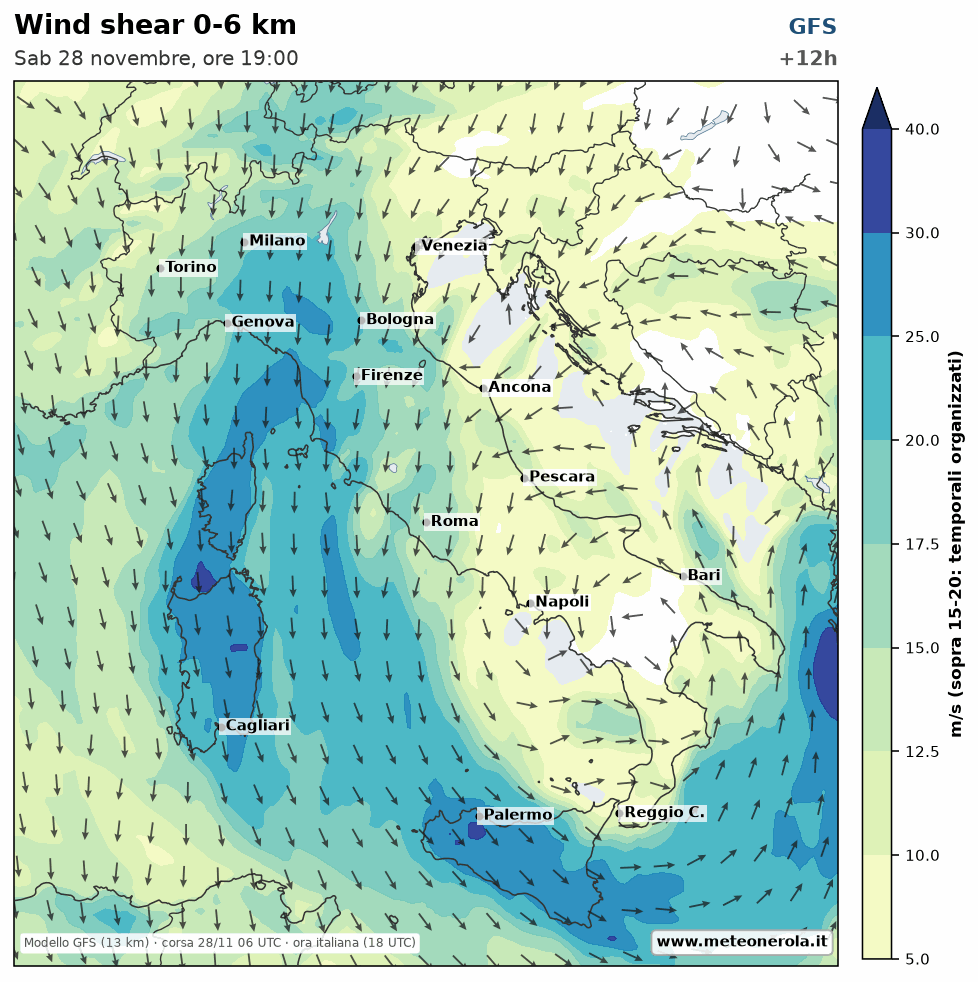 Wind shear 0-6 km
GFS
Sab 28 novembre, ore 19:00
+12h
Milano
Venezia
Torino
Genova
Bologna
Firenze
Ancona
Pescara
Roma
Bari
Napoli
Cagliari
Palermo
Reggio C.
Modello GFS (13 km) · corsa 28/11 06 UTC · ora italiana (18 UTC)
www.meteonerola.it
40.0
30.0
25.0
20.0
17.5
15.0
12.5
10.0
5.0
m/s (sopra 15-20: temporali organizzati)